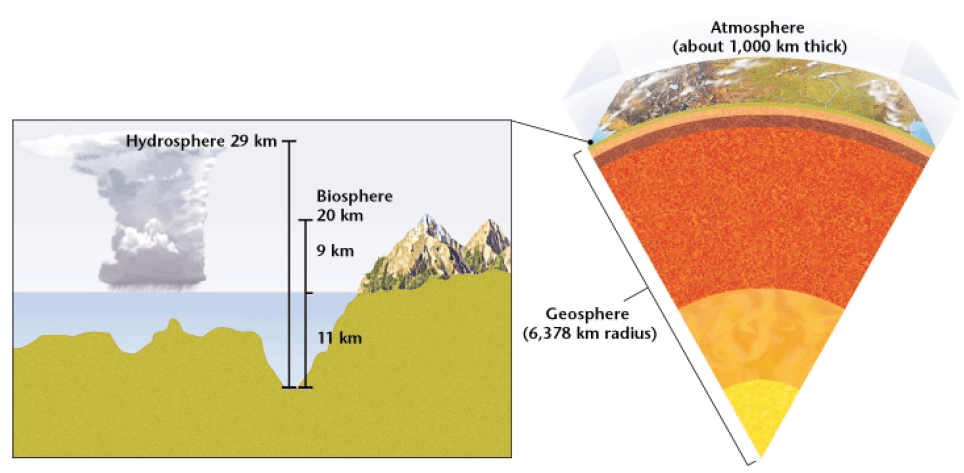 Atmosphere
(about 1,000 km thick)
Hydrosphere 29 km
Biosphere
20 km
9 km
11 km
Geosphere
(6,378 km radius)